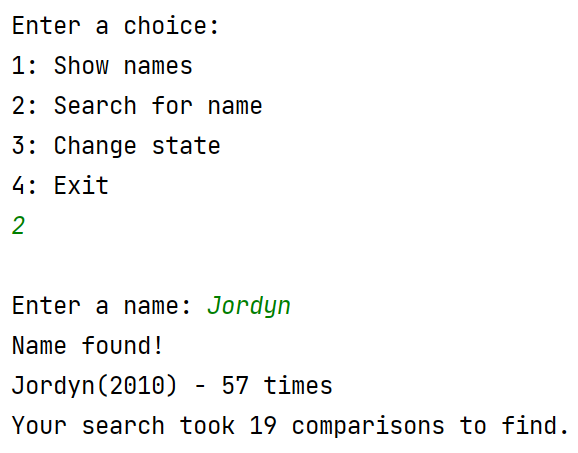 Enter a choice:
1: Show names
2: Search for name
3: Change state
4: Exit
2
Enter a name: Jordyn
Name found!
Jordyn(2010) - 57 times
Your search took 19 comparisons to find.